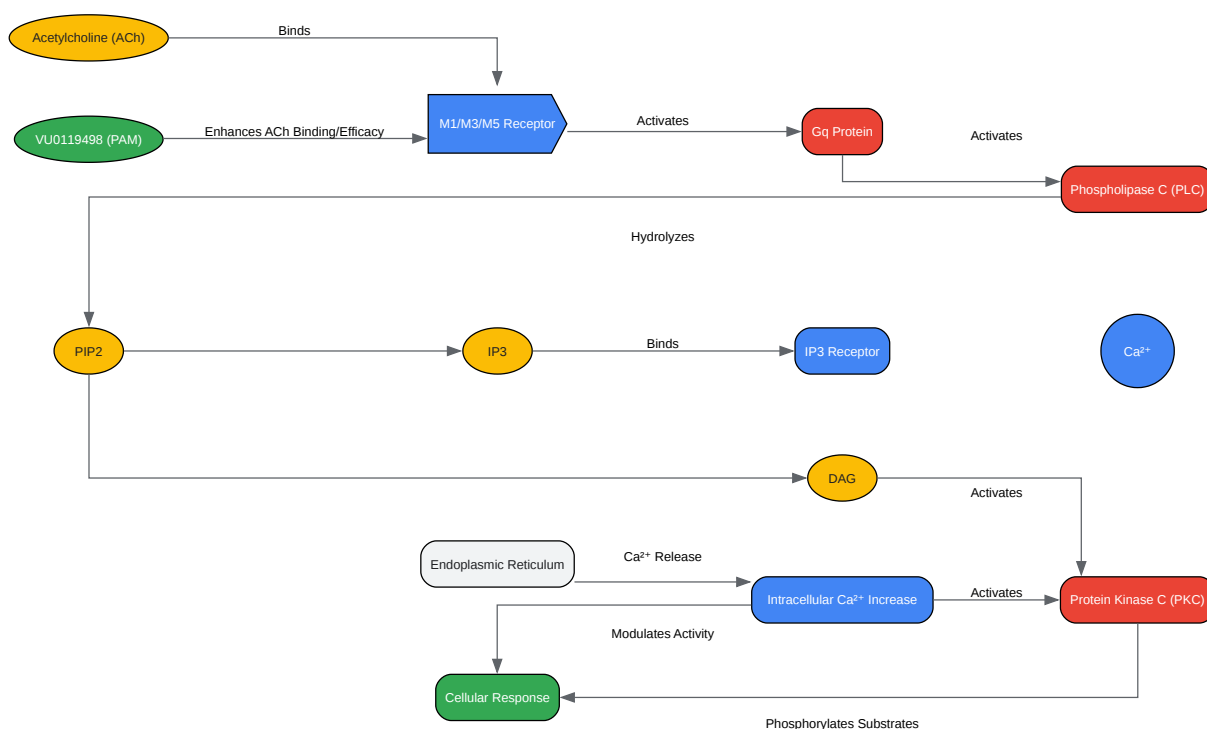 Acetylcholine (ACh)
Binds
VU0119498 (PAM)
Enhances ACh Binding/Efficacy
M1/M3/M5 Receptor
Activates
Gq Protein
Activates
Phospholipase C (PLC)
Hydrolyzes
PIP2
IP3
Binds
IP3 Receptor
Ca²⁺
DAG
Activates
Endoplasmic Reticulum
Ca²⁺ Release
Intracellular Ca²⁺ Increase
Activates
Protein Kinase C (PKC)
Modulates Activity
Cellular Response
Phosphorylates Substrates